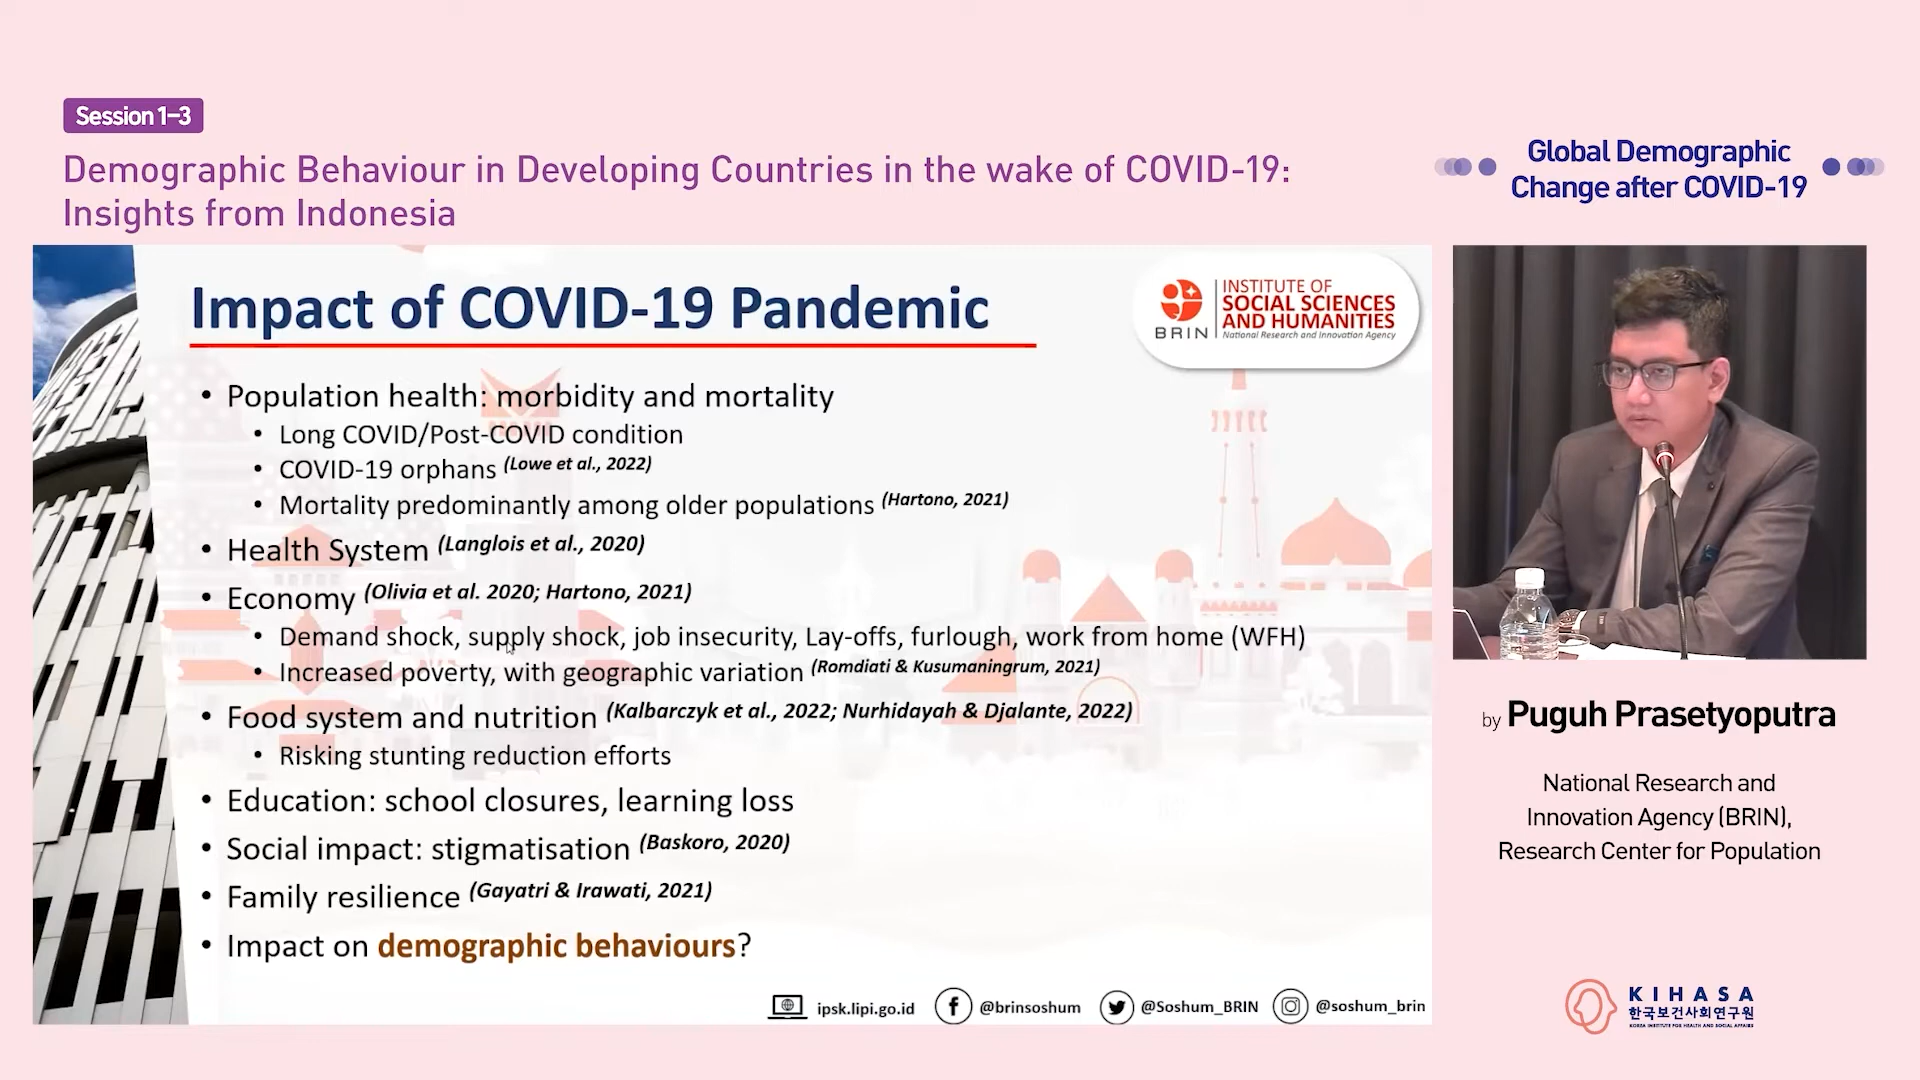 Session 1-3
Demographic Behaviour in Developing Countries in the wake of COVID-19:
Insights from Indonesia
Global Demographic
Change after COVID-19
Impact of COVID-19 Pandemic
BRIN
INSTITUTE OF
SOCIAL SCIENCES
AND HUMANITIES
National Research and Innovation Agency
• Population health: morbidity and mortality
• Long COVID/Post-COVID condition
• COVID-19 orphans (Lowe et al., 2022)
• Mortality predominantly among older populations (Hartono, 2021)
• Health System (Langlois et al., 2020)
• Economy (Olivia et al. 2020; Hartono, 2021)
• Demand shock, supply shock, job insecurity, Lay-offs, furlough, work from home (WFH)
• Increased poverty, with geographic variation (Romdiati & Kusumaningrum, 2021)
• Food system and nutrition (Kalbarczyk et al., 2022; Nurhidayah & Djalante, 2022)
• Risking stunting reduction efforts
• Education: school closures, learning loss
• Social impact: stigmatisation (Baskoro, 2020)
• Family resilience (Gayatri & Irawati, 2021)
• Impact on demographic behaviours?
ipsk.lipi.go.id @brinsoshum @Soshum_BRIN @soshum_brin
by Puguh Prasetyoputra
National Research and
Innovation Agency (BRIN),
Research Center for Population
KIHASA
한국보건사회연구원
KOREA INSTITUTE FOR HEALTH AND SOCIAL AFFAIRS